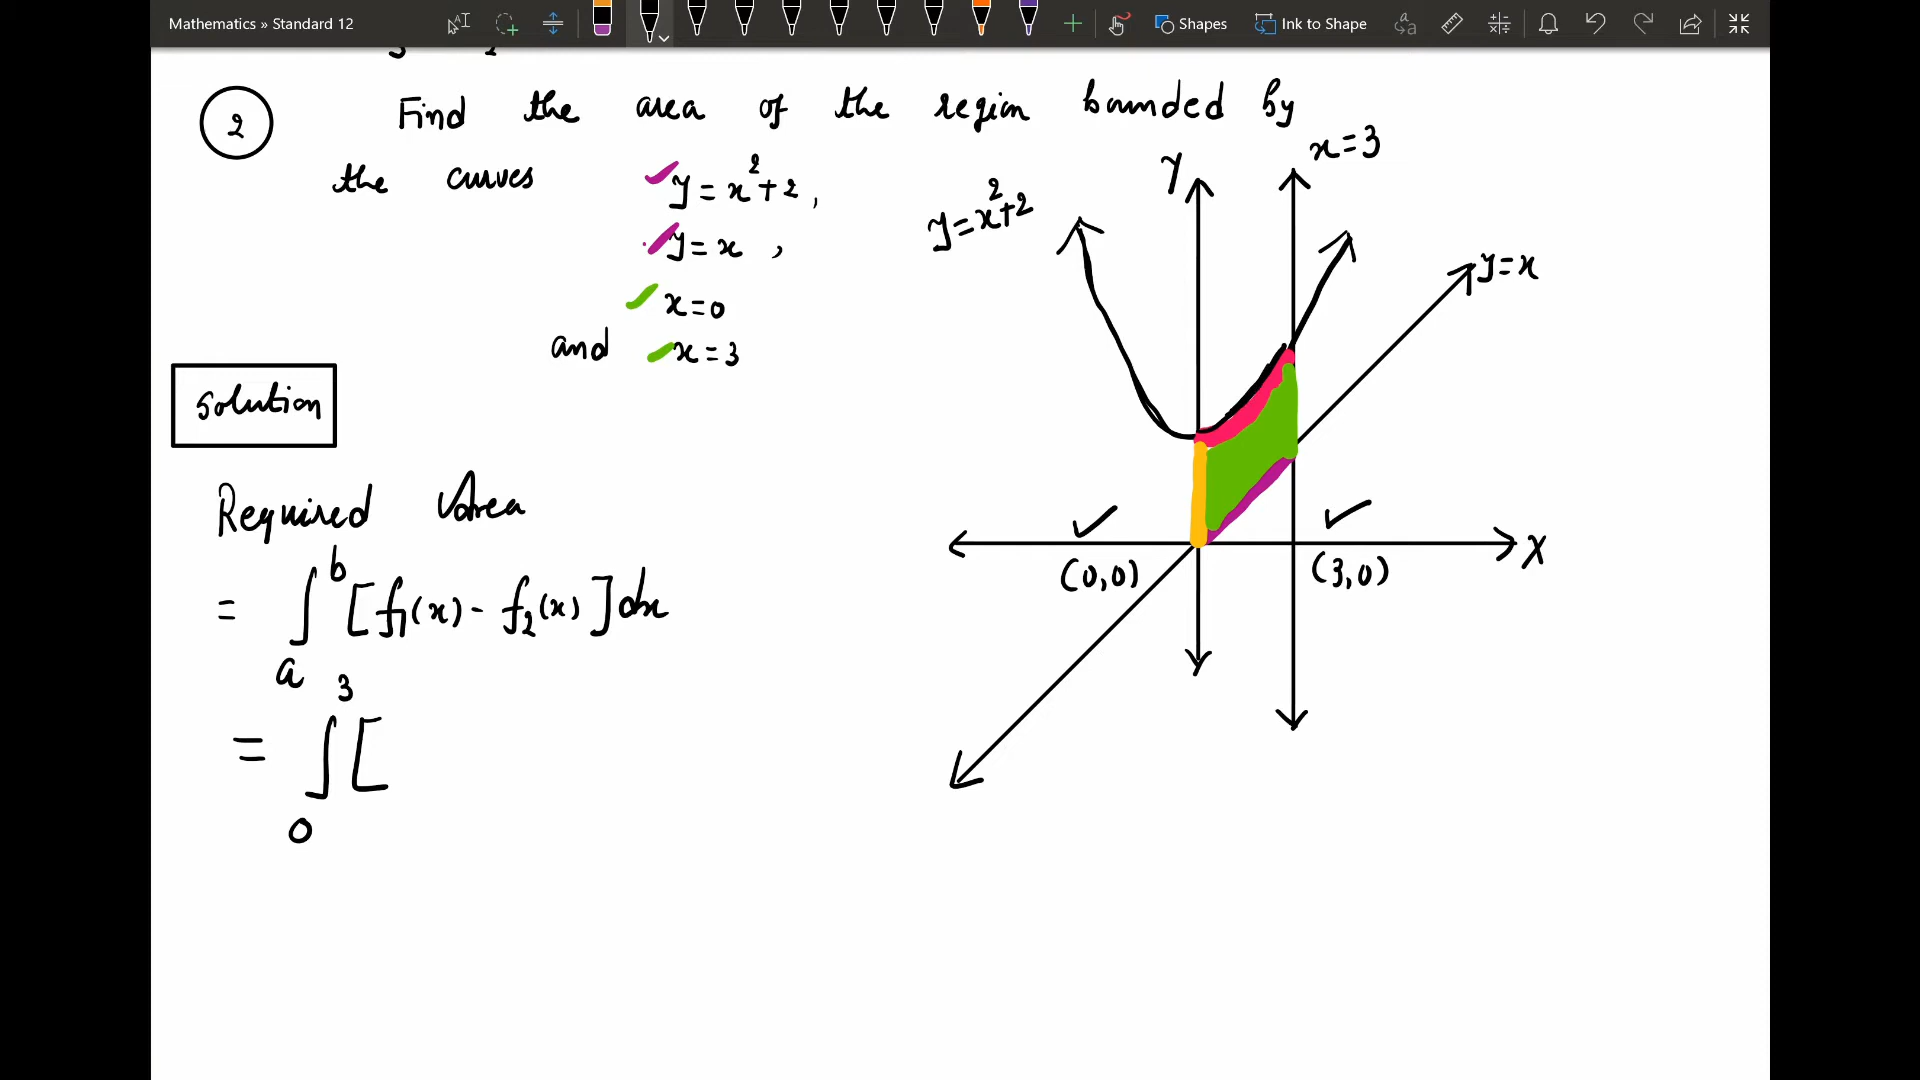 Mathematics » Standard 12
Shapes
Ink to Shape
2 Find the area of the region bounded by
the curves y = x²+2,
y = x ,
x = 0
and x = 3
Solution
Required Area
= ∫ₐᵇ [f₁(x) - f₂(x)] dx
= ∫₀³ [
x=3
Y
y=x²+2
y=x
X
(0,0)
(3,0)